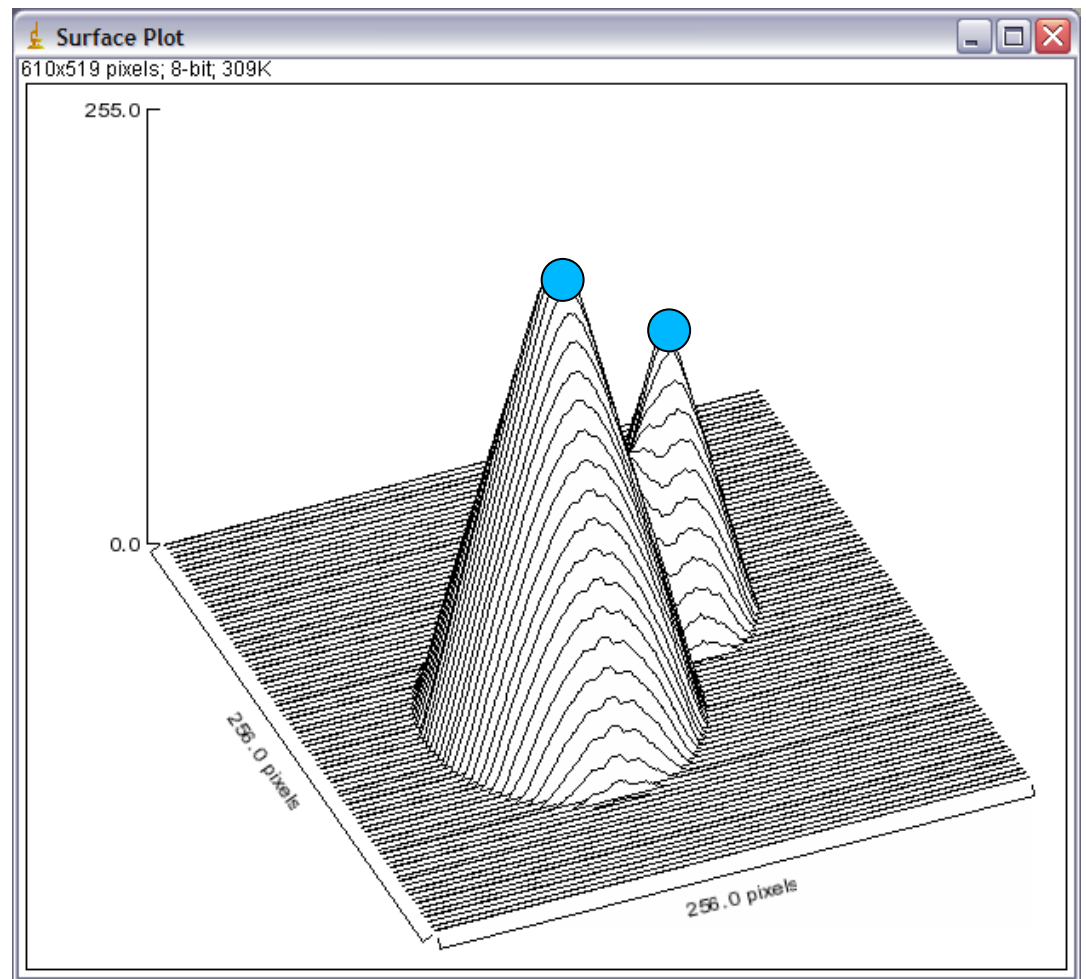 Surface Plot
610x519 pixels; 8-bit; 309K
255.0
0.0
256.0 pixels
256.0 pixels